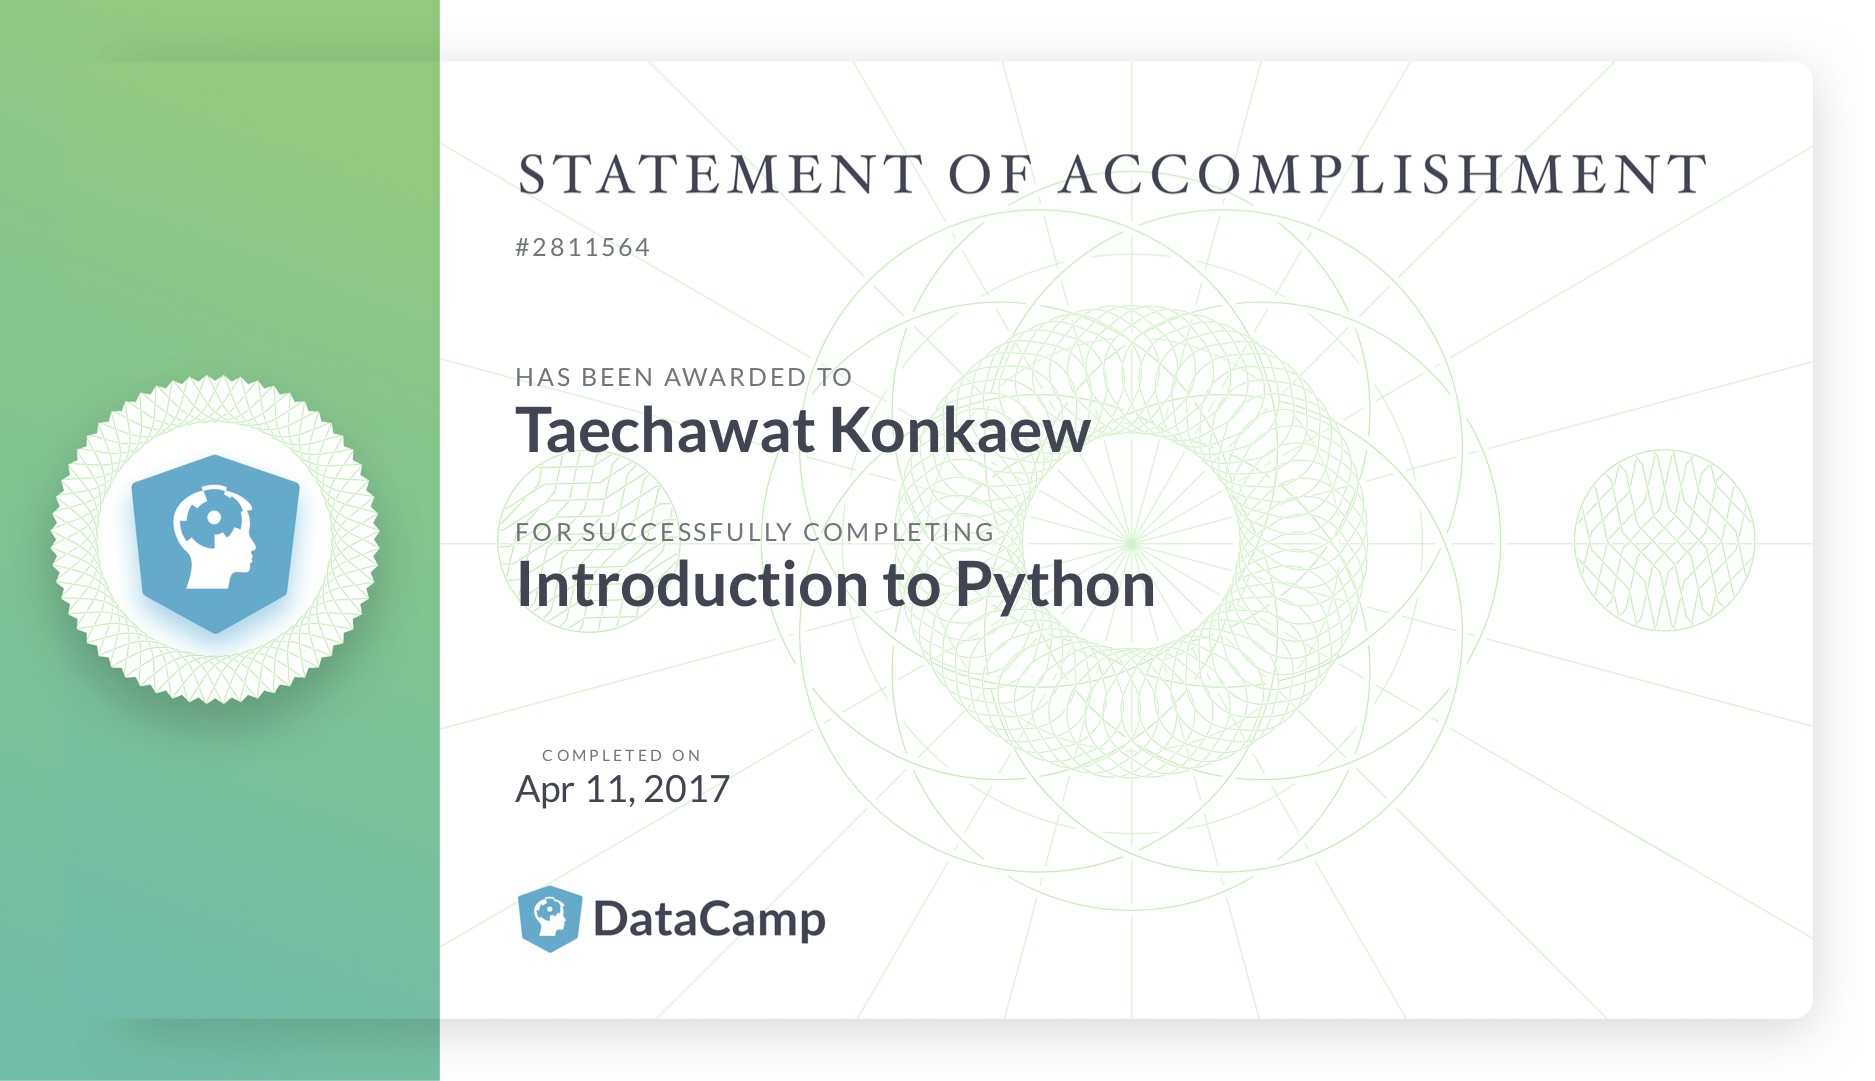 STATEMENT OF ACCOMPLISHMENT
#2811564
HAS BEEN AWARDED TO
Taechawat Konkaew
FOR SUCCESSFULLY COMPLETING
Introduction to Python
COMPLETED ON
Apr 11, 2017
DataCamp